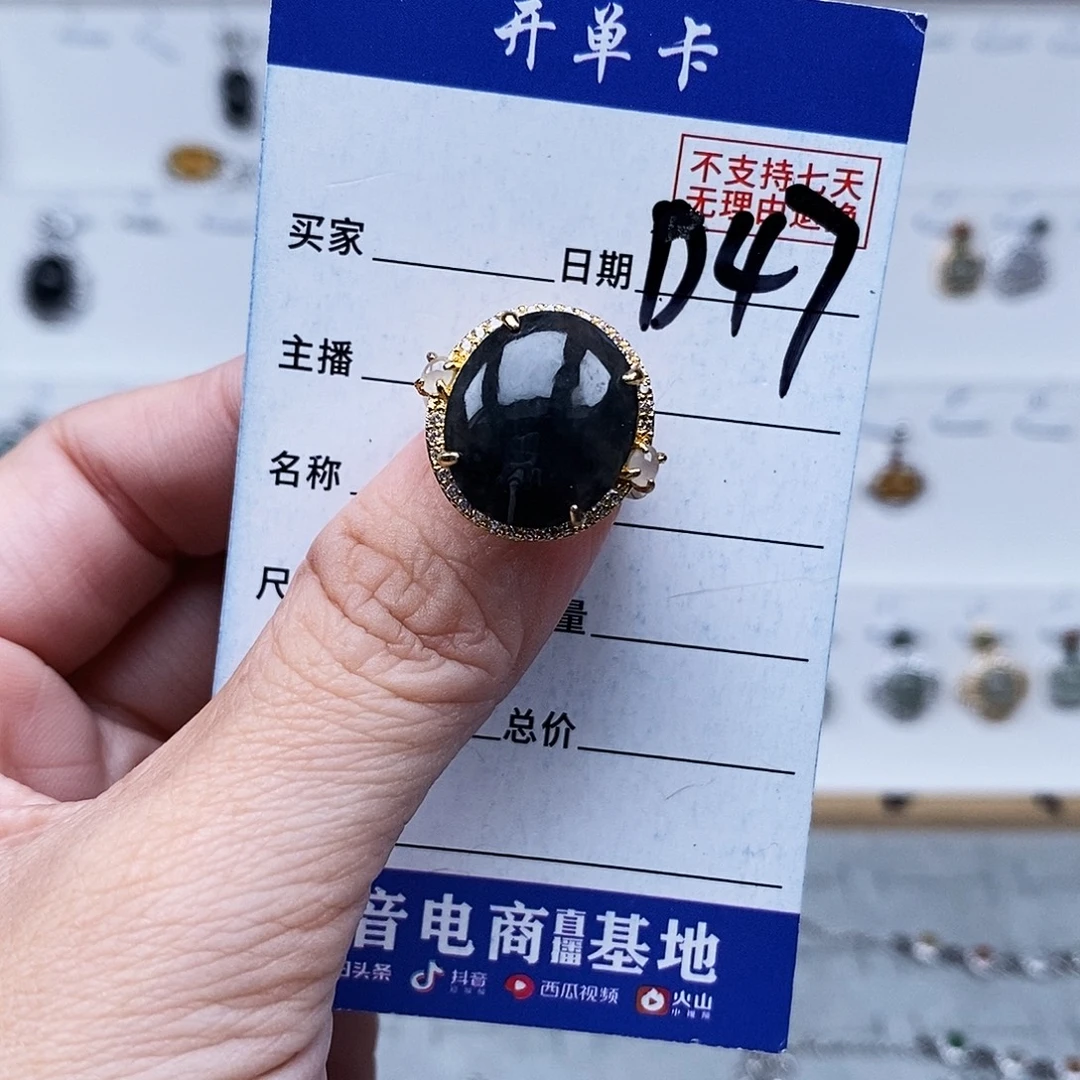 开单卡
不支持七天
无理由退换
买家 日期 D47
主播
名称
尺 量
总价
音电商直播基地
日头条 抖音 西瓜视频 火山